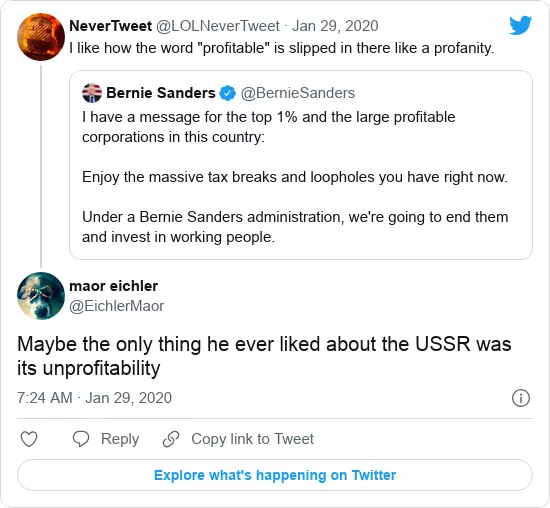 NeverTweet @LOLNeverTweet · Jan 29, 2020
I like how the word "profitable" is slipped in there like a profanity.
Bernie Sanders @BernieSanders
I have a message for the top 1% and the large profitable
corporations in this country:
Enjoy the massive tax breaks and loopholes you have right now.
Under a Bernie Sanders administration, we're going to end them
and invest in working people.
maor eichler
@EichlerMaor
Maybe the only thing he ever liked about the USSR was
its unprofitability
7:24 AM · Jan 29, 2020
Reply Copy link to Tweet
Explore what's happening on Twitter